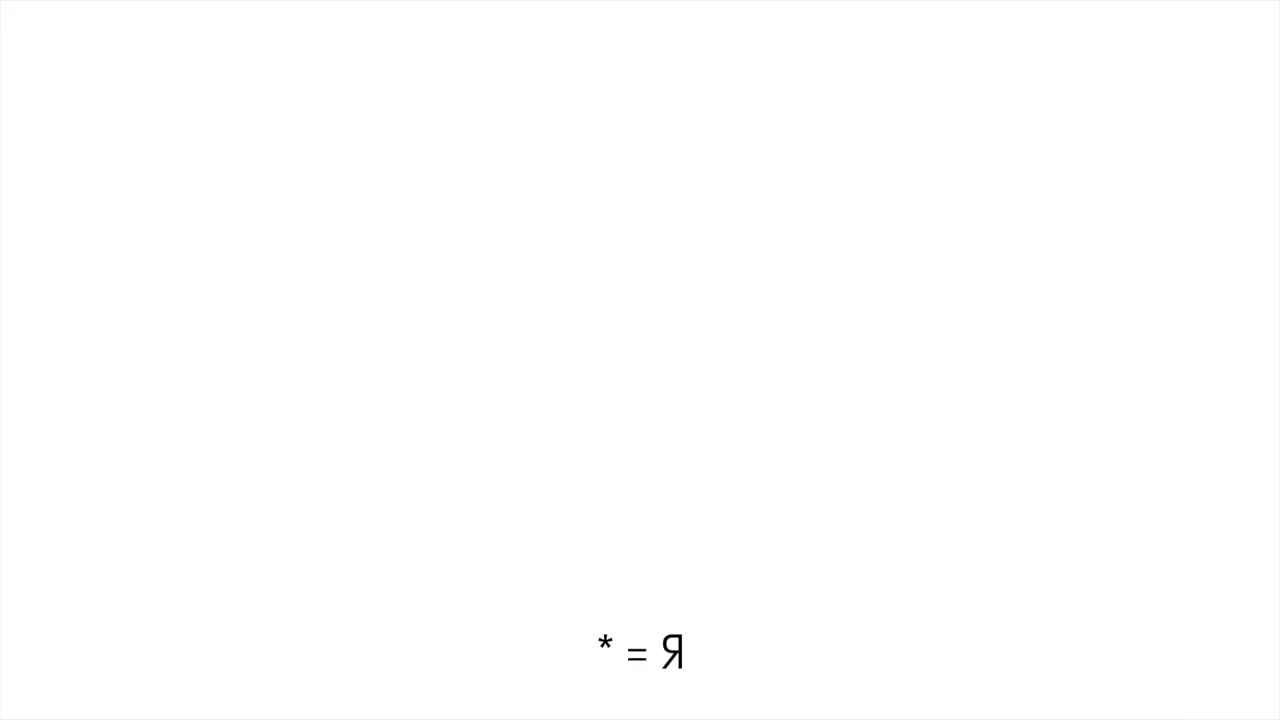 * = Я